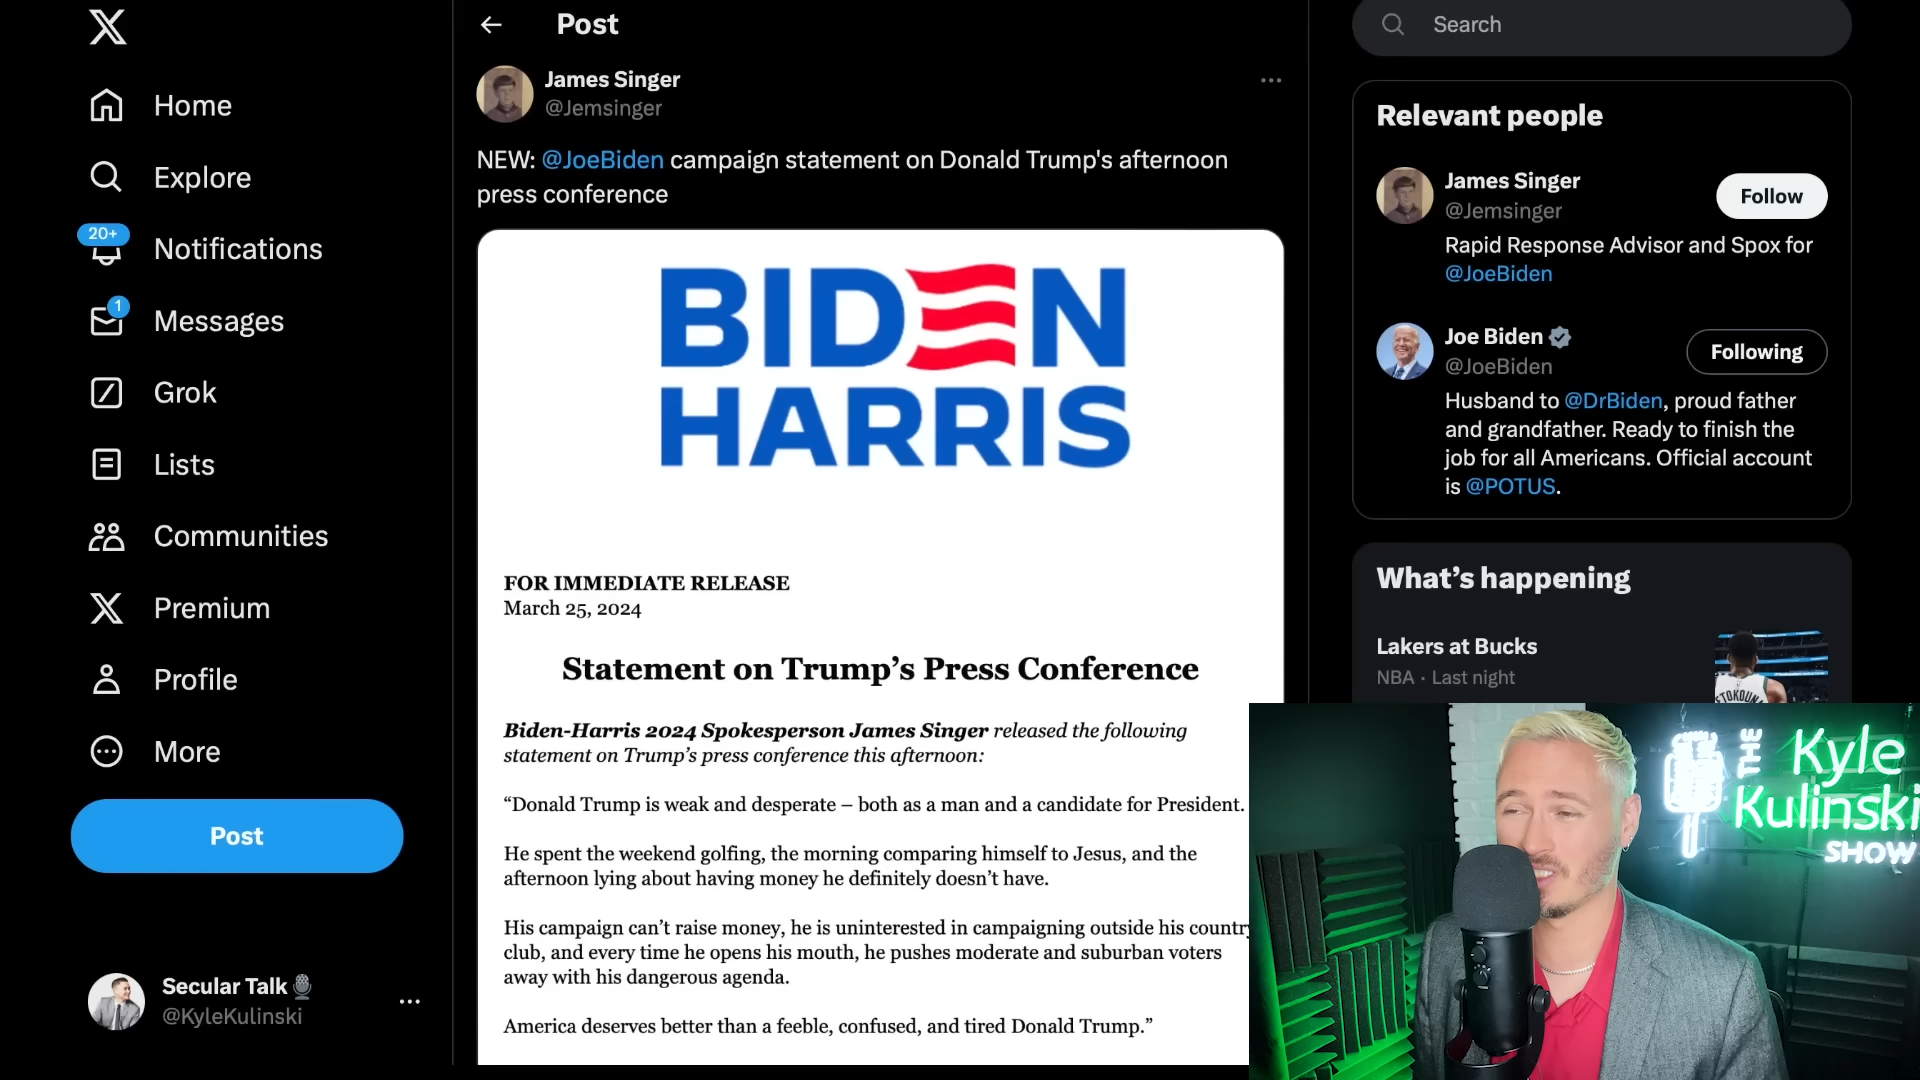 Home
Explore
20+
Notifications
1
Messages
Grok
Lists
Communities
Premium
Profile
More
Post
Secular Talk
@KyleKulinski
Post
James Singer
@Jemsinger
NEW: @JoeBiden campaign statement on Donald Trump's afternoon
press conference
BIDEN
HARRIS
FOR IMMEDIATE RELEASE
March 25, 2024
Statement on Trump’s Press Conference
Biden-Harris 2024 Spokesperson James Singer released the following
statement on Trump’s press conference this afternoon:
“Donald Trump is weak and desperate – both as a man and a candidate for President.
He spent the weekend golfing, the morning comparing himself to Jesus, and the
afternoon lying about having money he definitely doesn’t have.
His campaign can’t raise money, he is uninterested in campaigning outside his country
club, and every time he opens his mouth, he pushes moderate and suburban voters
away with his dangerous agenda.
America deserves better than a feeble, confused, and tired Donald Trump.”
Search
Relevant people
James Singer
@Jemsinger
Follow
Rapid Response Advisor and Spox for
@JoeBiden
Joe Biden
@JoeBiden
Following
Husband to @DrBiden, proud father
and grandfather. Ready to finish the
job for all Americans. Official account
is @POTUS.
What’s happening
Lakers at Bucks
NBA · Last night
THE
Kyle
Kulinski
SHOW